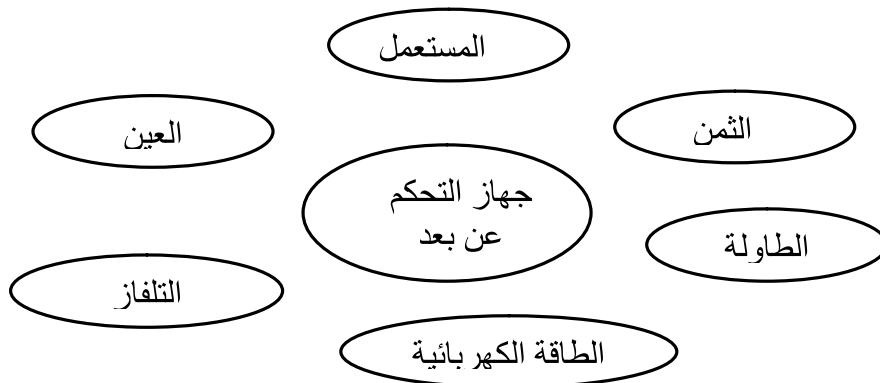 المستعمل
الثمن
العين
جهاز التحكم
عن بعد
الطاولة
التلفاز
الطاقة الكهربائية